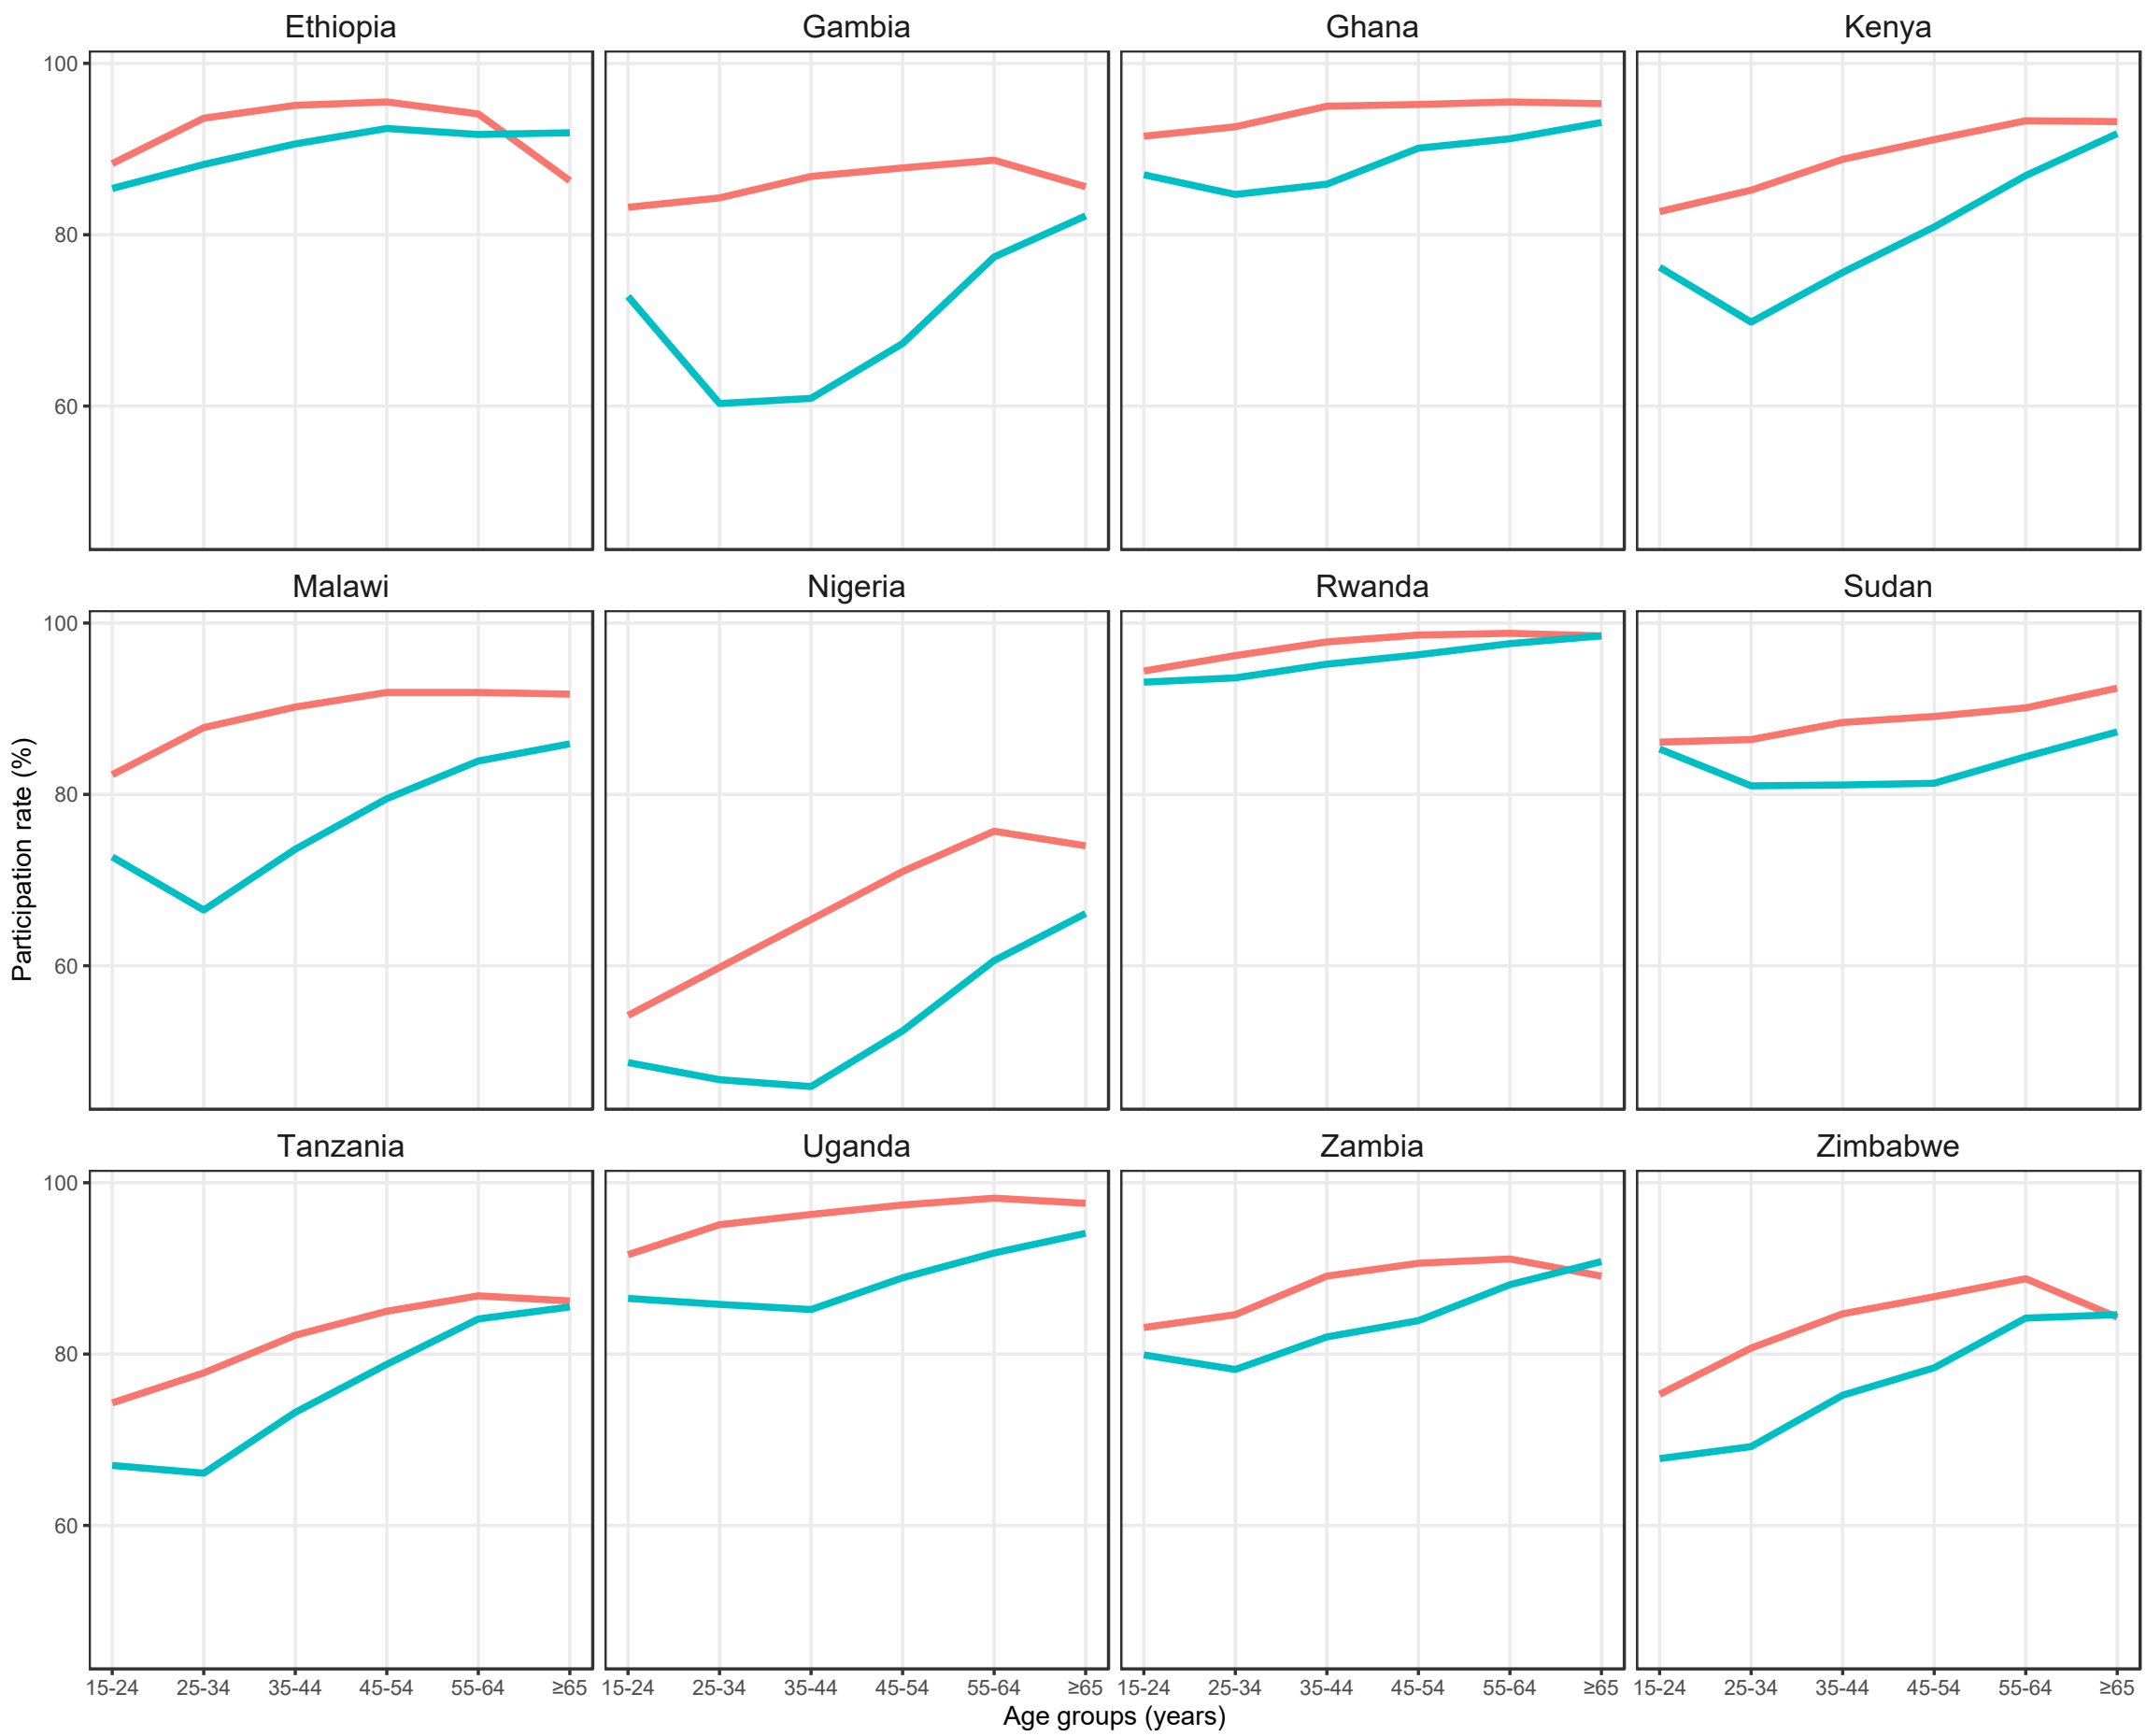 Ethiopia Gambia Ghana Kenya
100
80
60
Malawi Nigeria Rwanda Sudan
100
80
60
Participation rate (%)
Tanzania Uganda Zambia Zimbabwe
100
80
60
15-24 25-34 35-44 45-54 55-64 ≥65 15-24 25-34 35-44 45-54 55-64 ≥65 15-24 25-34 35-44 45-54 55-64 ≥65 15-24 25-34 35-44 45-54 55-64 ≥65
Age groups (years)